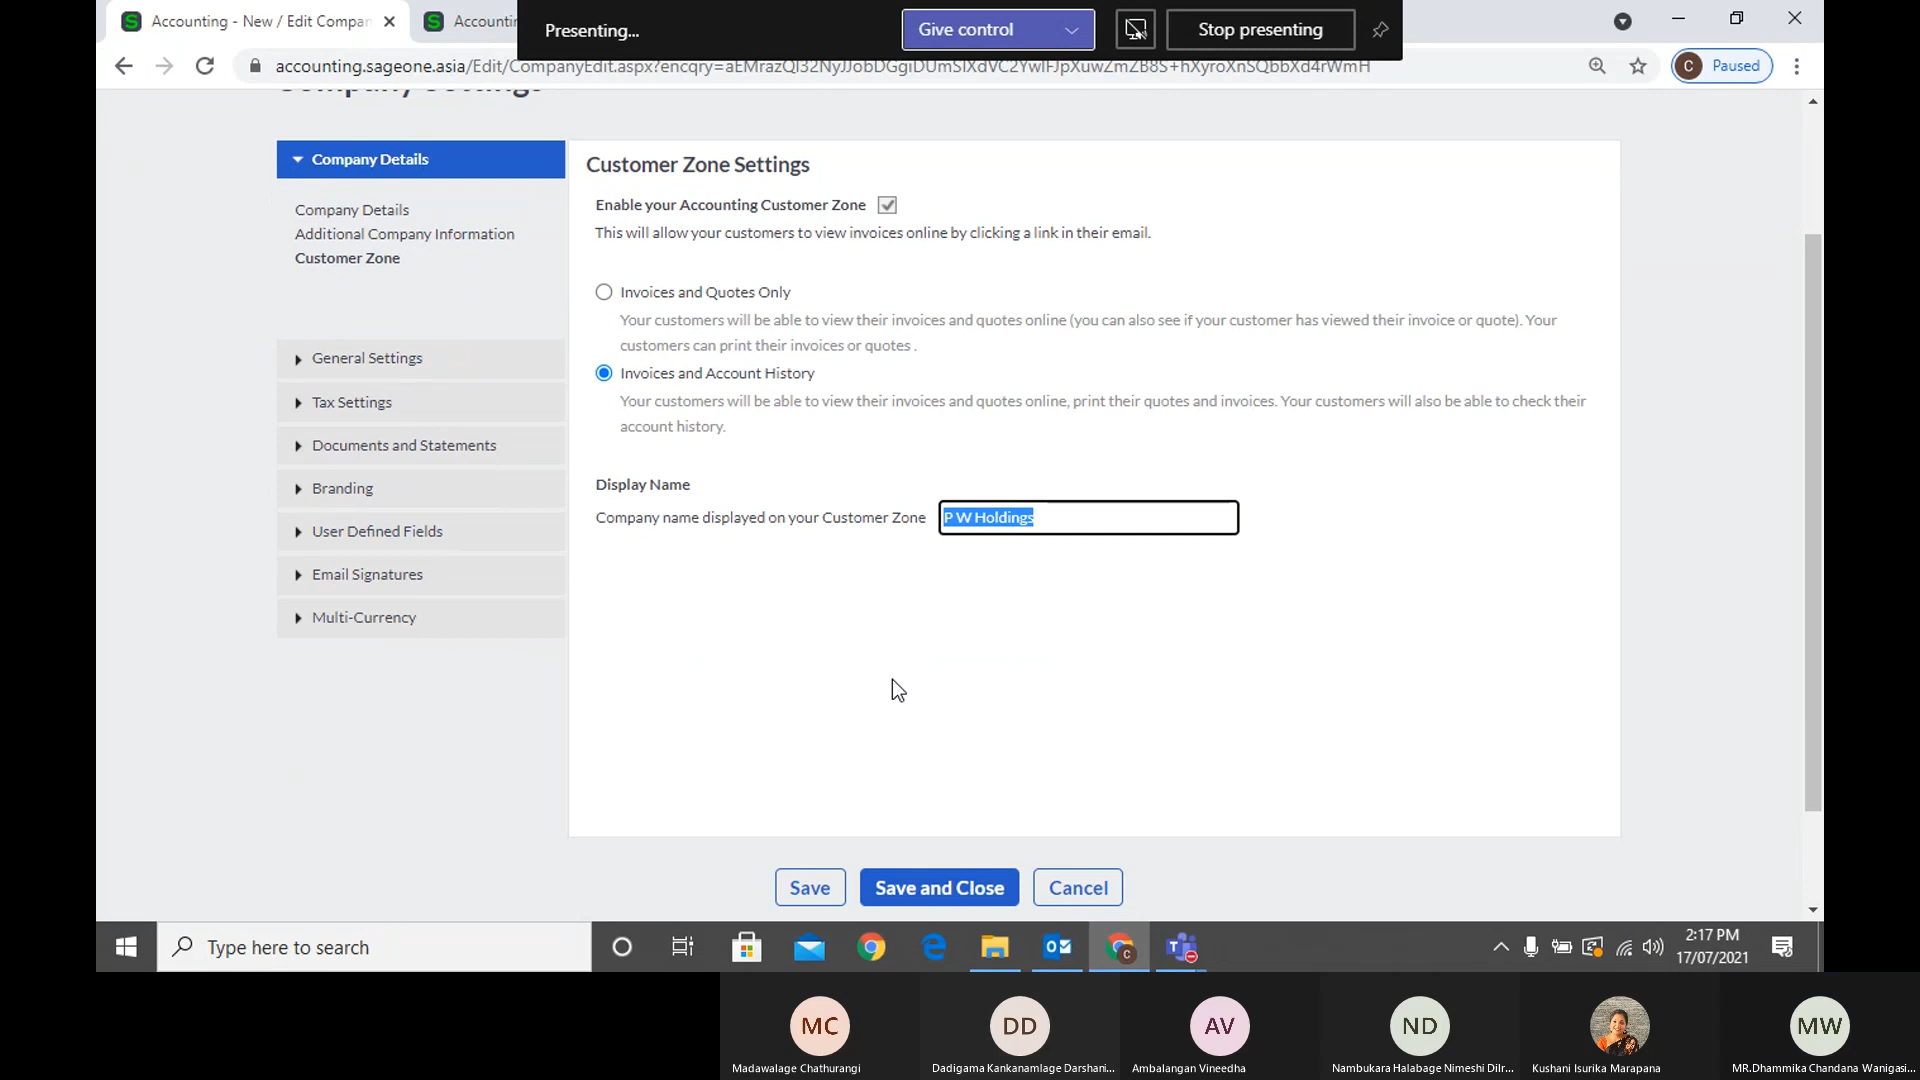 Accounting - New / Edit Compan
Accountin
Presenting...
Give control
Stop presenting
accounting.sageone.asia/Edit/CompanyEdit.aspx?
Paused
C
Company Settings
Company Details
Company Details
Additional Company Information
Customer Zone
General Settings
Tax Settings
Documents and Statements
Branding
User Defined Fields
Email Signatures
Multi-Currency
Customer Zone Settings
Enable your Accounting Customer Zone
This will allow your customers to view invoices online by clicking a link in their email.
Invoices and Quotes Only
Your customers will be able to view their invoices and quotes online (you can also see if your customer has viewed their invoice or quote). Your
customers can print their invoices or quotes .
Invoices and Account History
Your customers will be able to view their invoices and quotes online, print their quotes and invoices. Your customers will also be able to check their
account history.
Display Name
Company name displayed on your Customer Zone
P W Holdings
Save
Save and Close
Cancel
Type here to search
2:17 PM
17/07/2021
MC
DD
AV
ND
MW
Madawalage Chathurangi
Dadigama Kankanamlage Darshani...
Ambalangan Vineedha
Nambukara Halabage Nimeshi Dilr...
Kushani Isurika Marapana
MR.Dhammika Chandana Wanigasi...